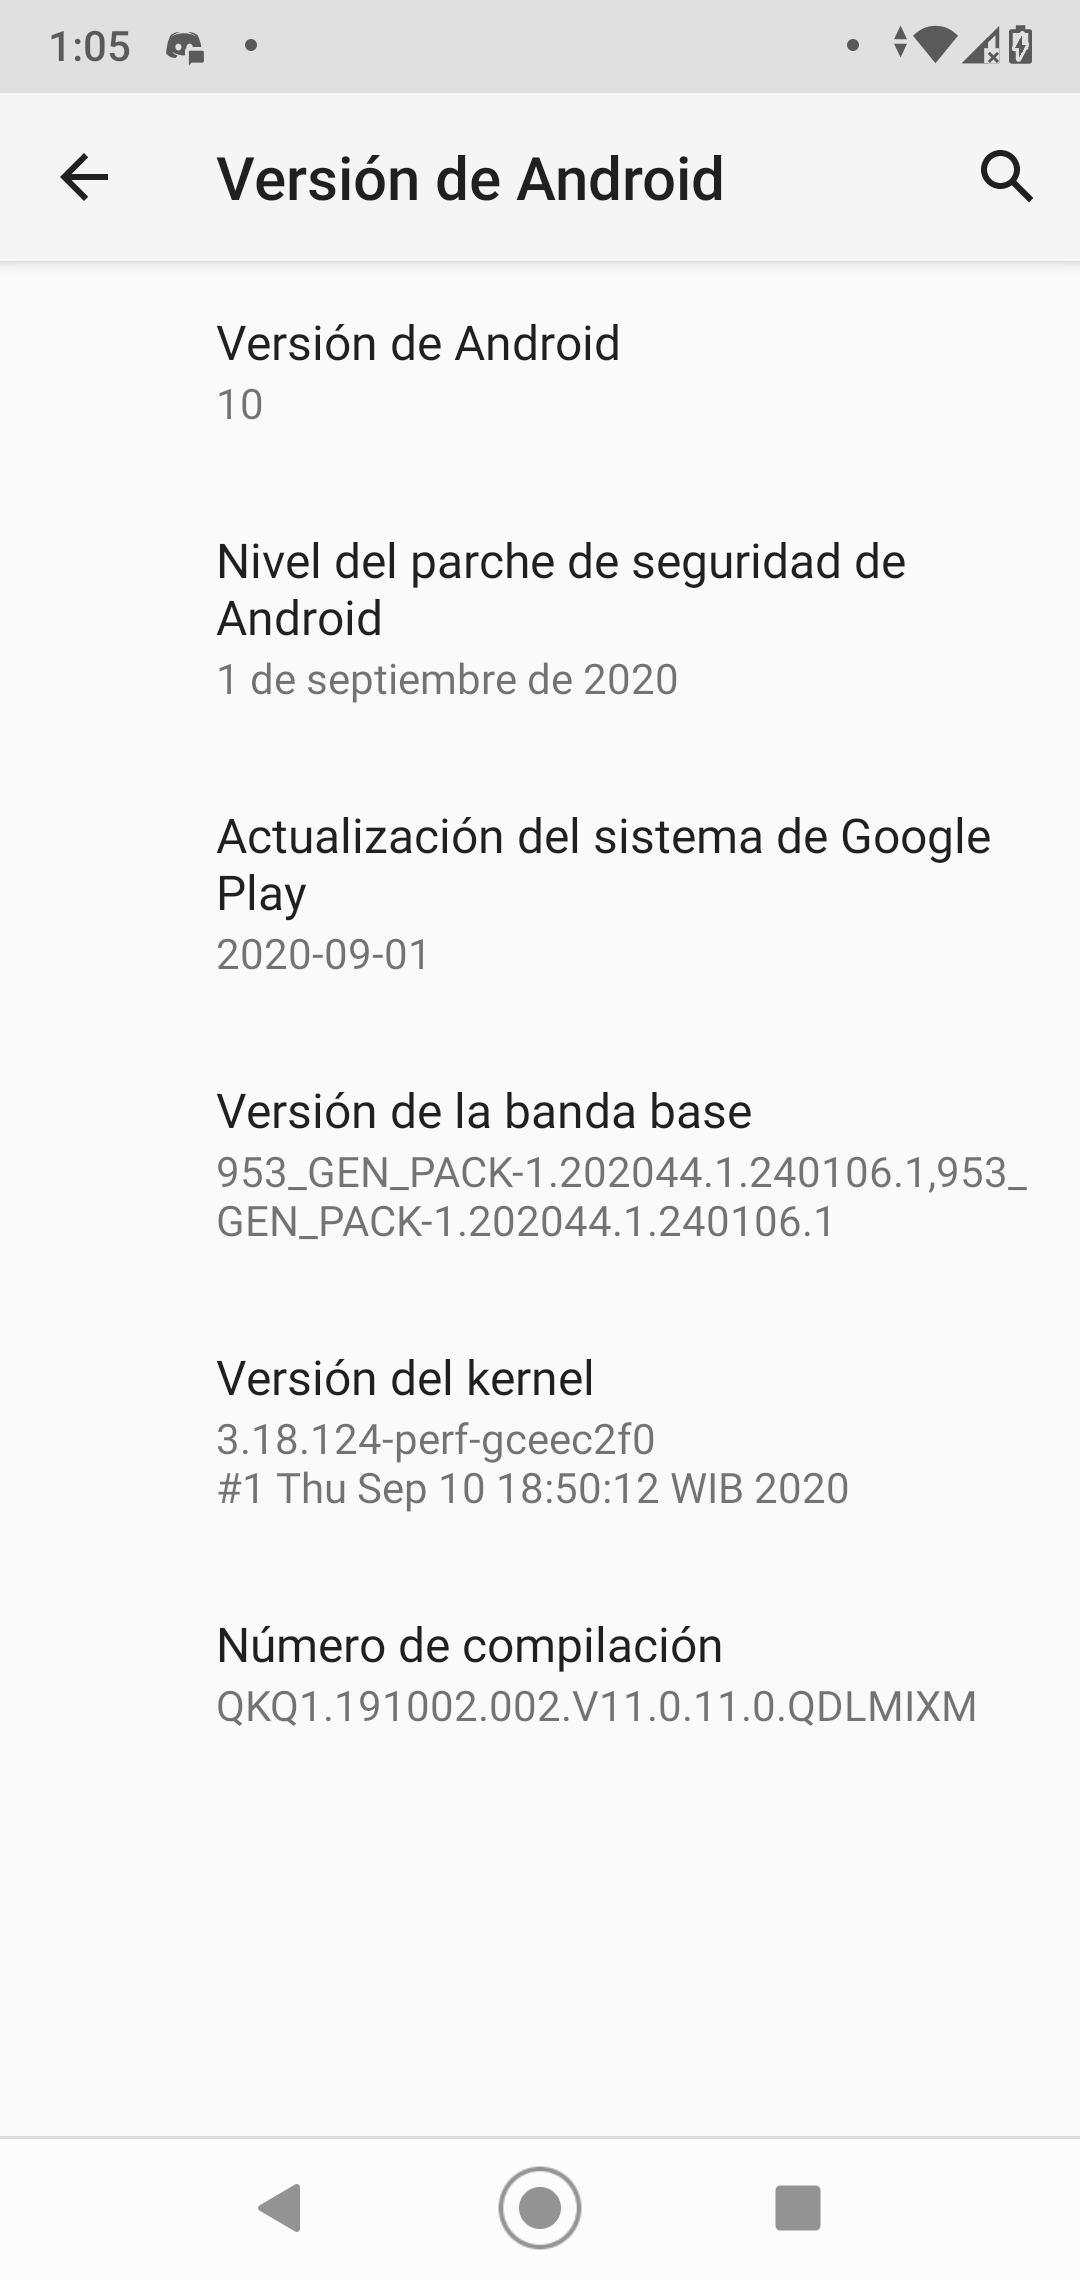 1:05
Versión de Android
Versión de Android
10
Nivel del parche de seguridad de
Android
1 de septiembre de 2020
Actualización del sistema de Google
Play
2020-09-01
Versión de la banda base
953_GEN_PACK-1.202044.1.240106.1,953_
GEN_PACK-1.202044.1.240106.1
Versión del kernel
3.18.124-perf-gceec2f0
#1 Thu Sep 10 18:50:12 WIB 2020
Número de compilación
QKQ1.191002.002.V11.0.11.0.QDLMIXM